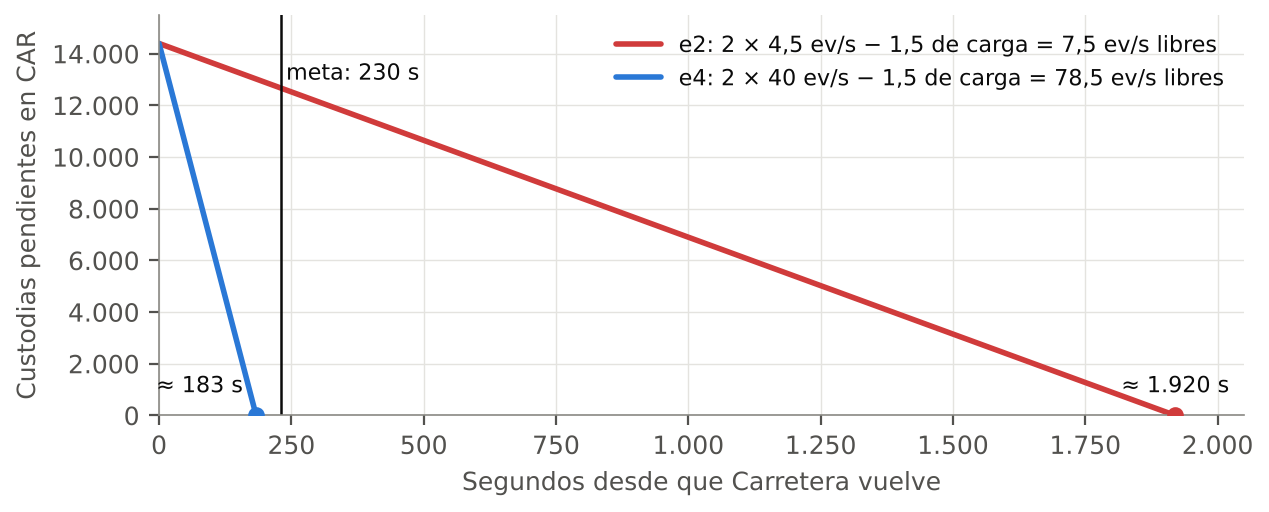 e2: 2 × 4,5 ev/s − 1,5 de carga = 7,5 ev/s libres
e4: 2 × 40 ev/s − 1,5 de carga = 78,5 ev/s libres
meta: 230 s
≈ 183 s
≈ 1.920 s
Custodias pendientes en CAR
14.000
12.000
10.000
8.000
6.000
4.000
2.000
0
0 250 500 750 1.000 1.250 1.500 1.750 2.000
Segundos desde que Carretera vuelve